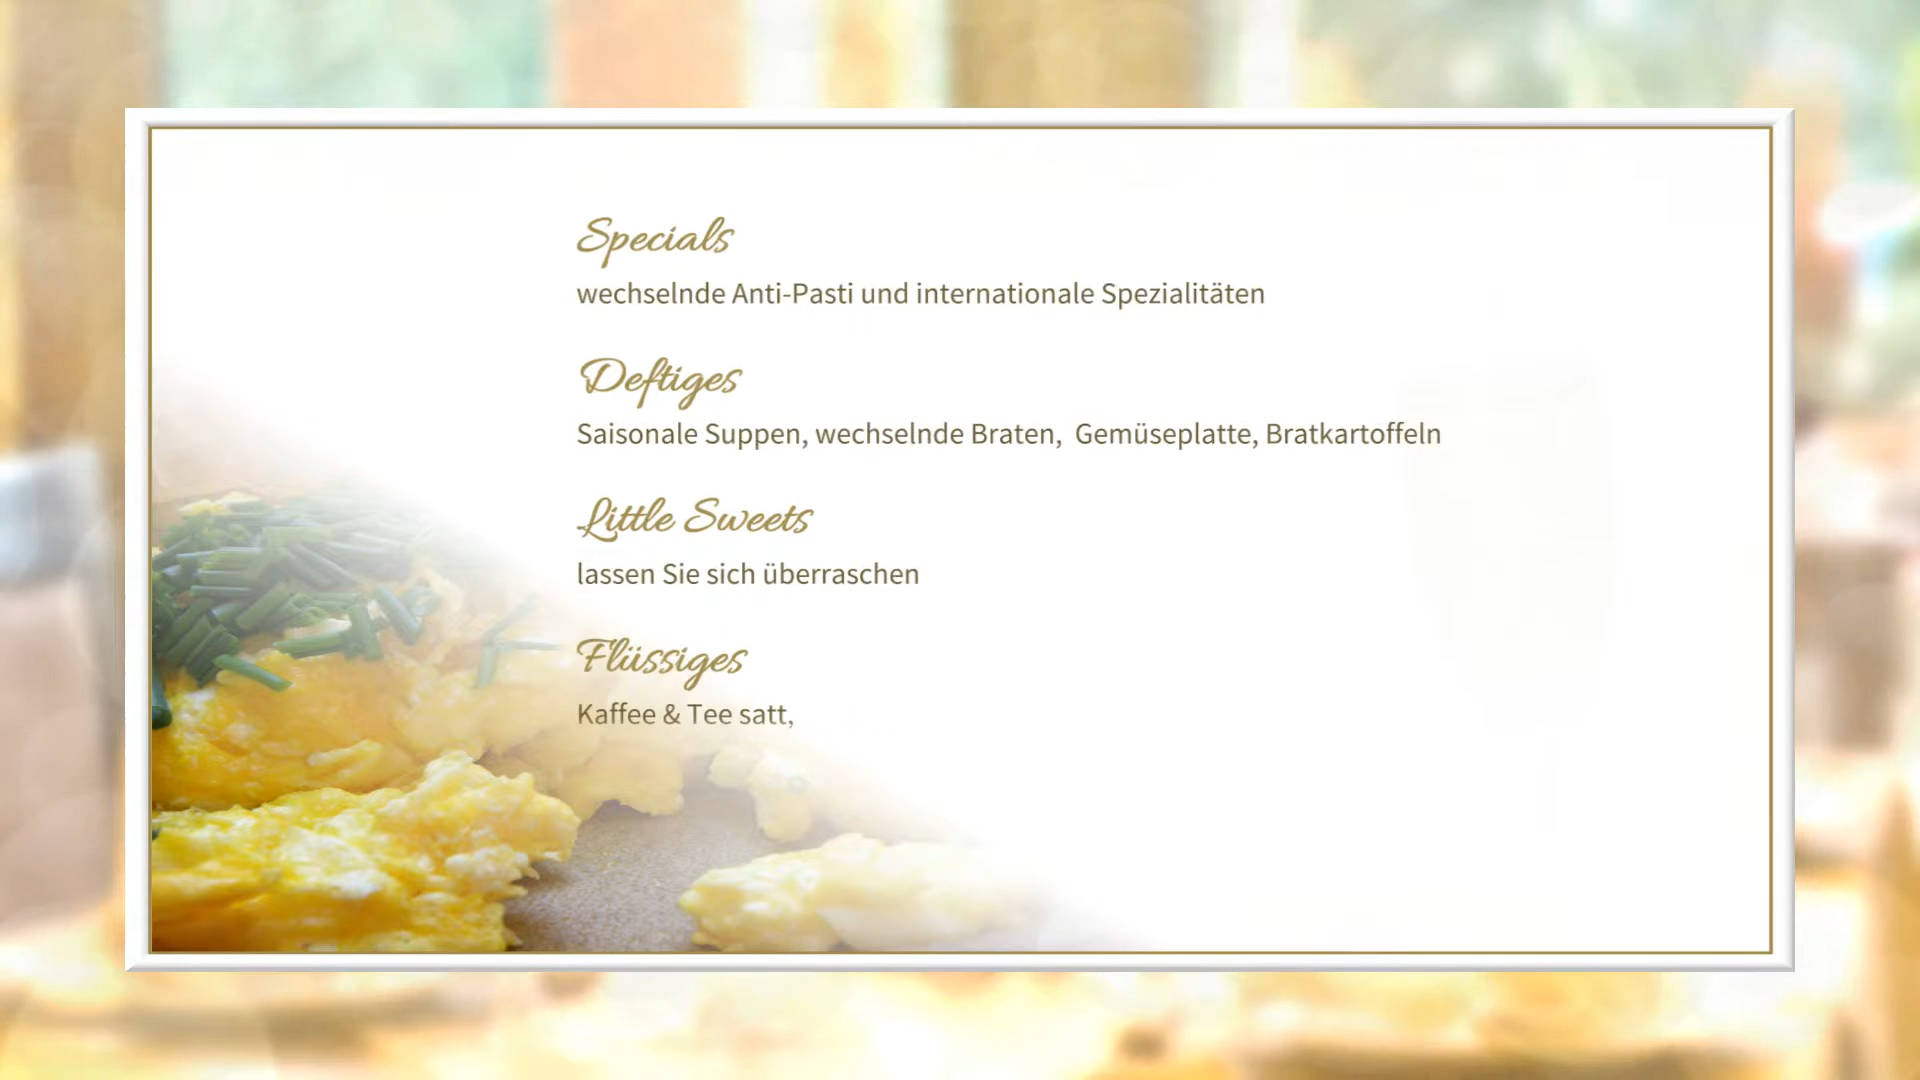 Specials
wechselnde Anti-Pasti und internationale Spezialitäten
Deftiges
Saisonale Suppen, wechselnde Braten,  Gemüseplatte, Bratkartoffeln
Little Sweets
lassen Sie sich überraschen
Flüssiges
Kaffee & Tee satt,